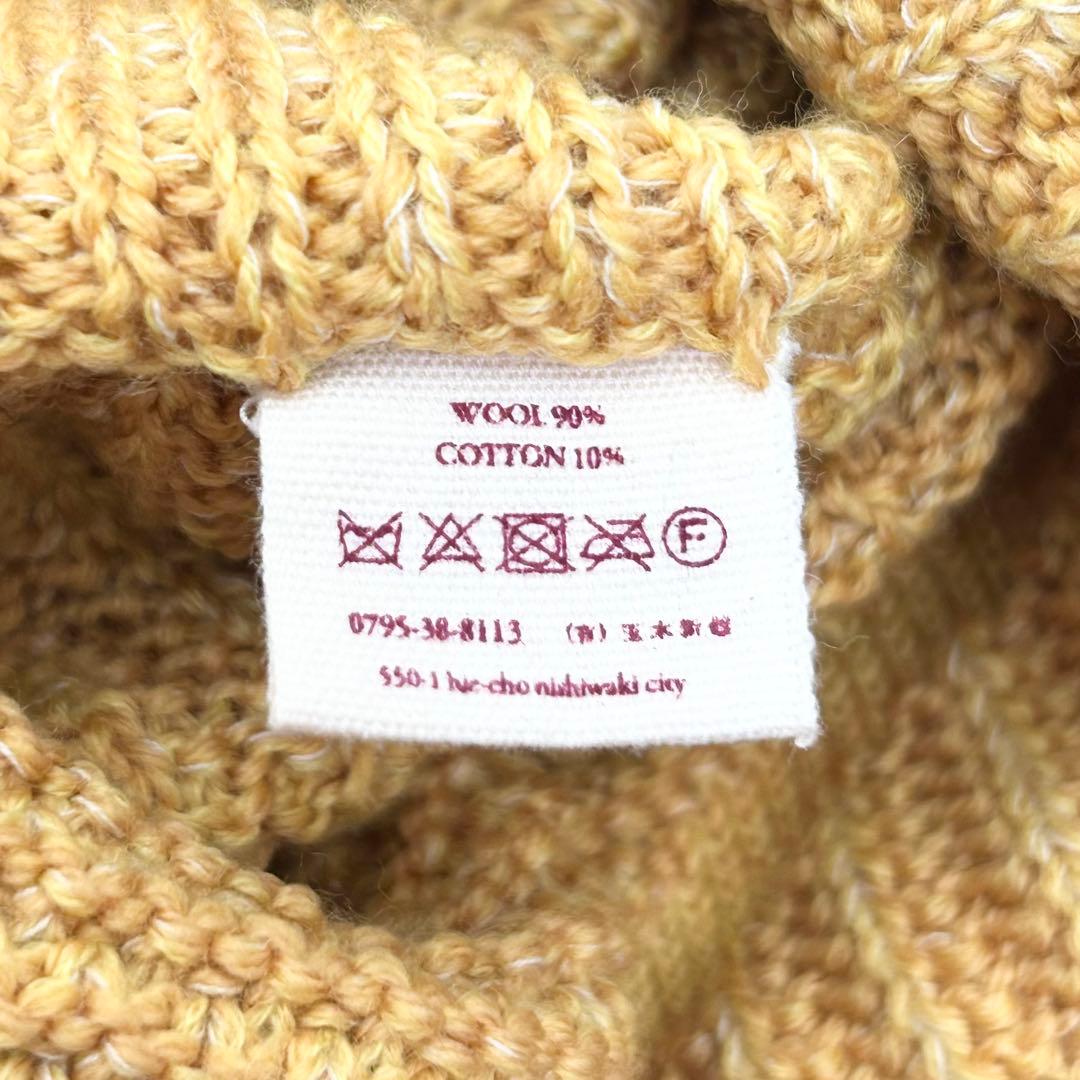 WOOL 90%
COTTON 10%
F
0795-38-8113 (有) 玉木新雌
550-1 hie-cho nishiwaki city